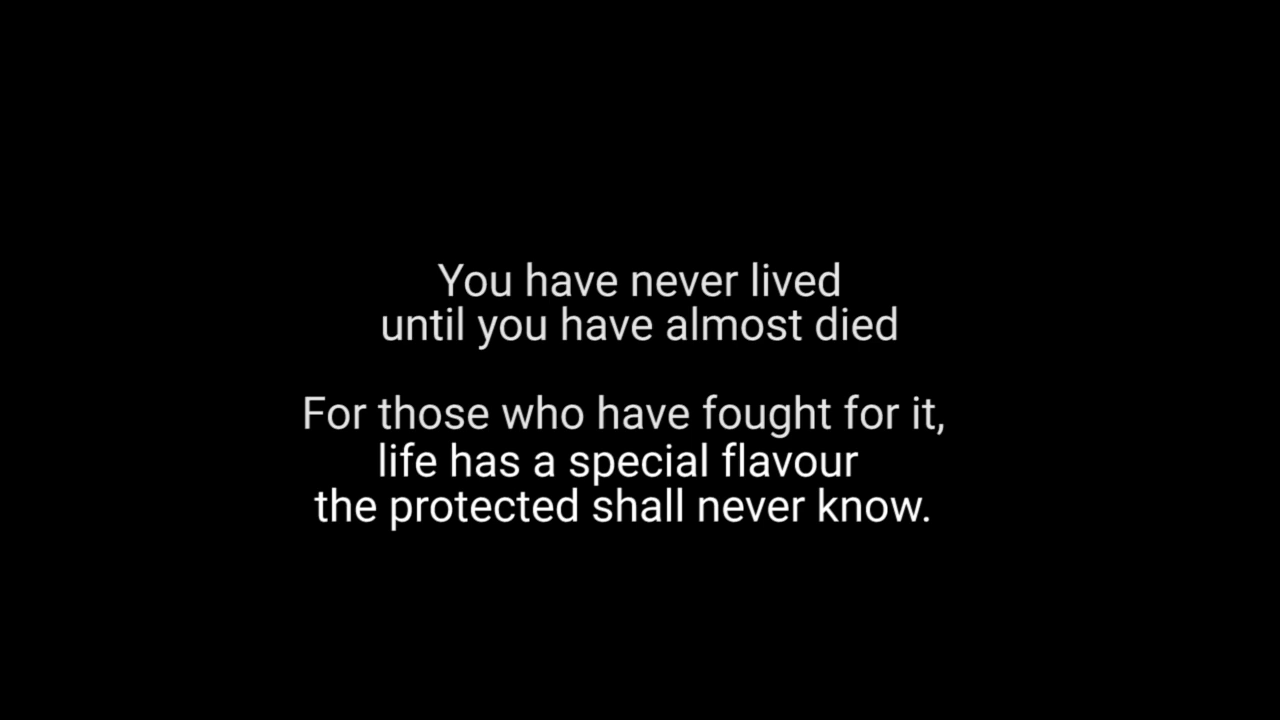 You have never lived
until you have almost died
For those who have fought for it,
life has a special flavour
the protected shall never know.